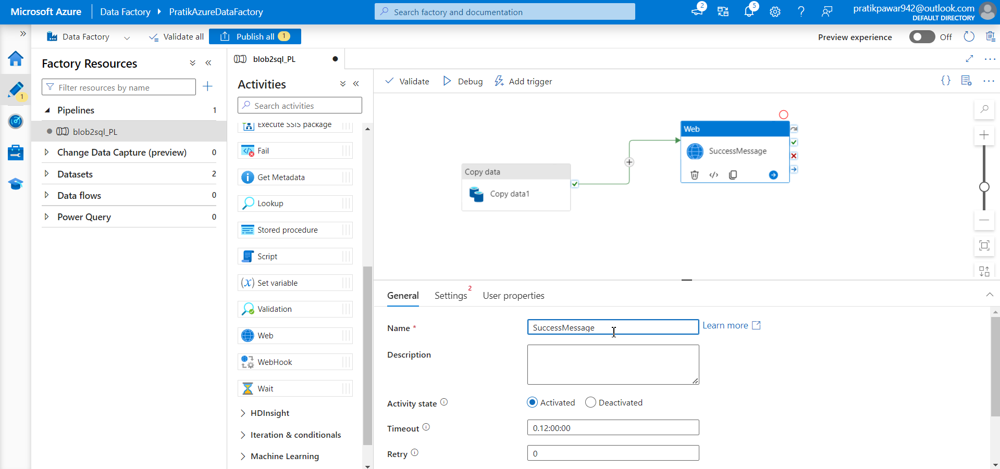 Microsoft Azure
Data Factory
PratikAzureDataFactory
Search factory and documentation
2
5
pratikpawar942@outlook.com
DEFAULT DIRECTORY
Data Factory
Validate all
Publish all
1
Preview experience
Off
1
Factory Resources
Filter resources by name
Pipelines
1
blob2sql_PL
Change Data Capture (preview)
0
Datasets
2
Data flows
0
Power Query
0
blob2sql_PL
Activities
Search activities
Execute SSIS package
Fail
Get Metadata
Lookup
Stored procedure
Script
Set variable
Validation
Web
WebHook
Wait
HDInsight
Iteration & conditionals
Machine Learning
Validate
Debug
Add trigger
Copy data
Copy data1
Web
SuccessMessage
General
Settings
2
User properties
Name *
SuccessMessage
Learn more
Description
Activity state
Activated
Deactivated
Timeout
0.12:00:00
Retry
0